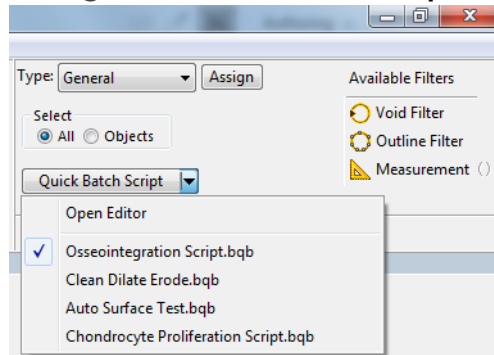 Type: General Assign
Select
All Objects
Quick Batch Script
Open Editor
Osseointegration Script.bqb
Clean Dilate Erode.bqb
Auto Surface Test.bqb
Chondrocyte Proliferation Script.bqb
Available Filters
Void Filter
Outline Filter
Measurement ()